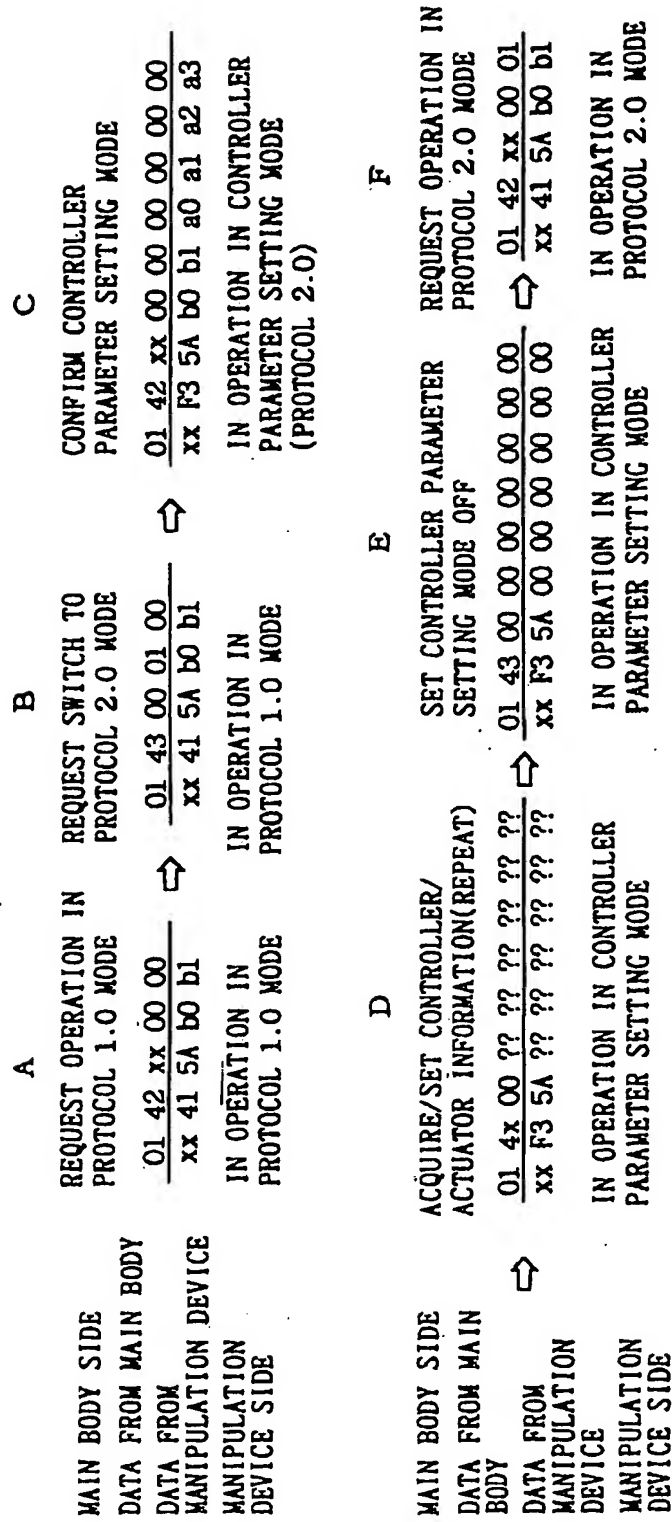 A
B
C
MAIN BODY SIDE
REQUEST OPERATION IN
PROTOCOL 1.0 MODE
REQUEST SWITCH TO
PROTOCOL 2.0 MODE
CONFIRM CONTROLLER
PARAMETER SETTING MODE
DATA FROM MAIN BODY
01 42 xx 00 00
01 43 00 01 00
01 42 xx 00 00 00 00 00 00
DATA FROM
MANIPULATION DEVICE
xx 41 5A b0 b1
xx 41 5A b0 b1
xx F3 5A b0 b1 a0 a1 a2 a3
MANIPULATION
DEVICE SIDE
IN OPERATION IN
PROTOCOL 1.0 MODE
IN OPERATION IN
PROTOCOL 1.0 MODE
IN OPERATION IN CONTROLLER
PARAMETER SETTING MODE
(PROTOCOL 2.0)
D
E
F
MAIN BODY SIDE
ACQUIRE/SET CONTROLLER/
ACTUATOR INFORMATION(REPEAT)
SET CONTROLLER PARAMETER
SETTING MODE OFF
REQUEST OPERATION IN
PROTOCOL 2.0 MODE
DATA FROM MAIN
BODY
01 4x 00 ?? ?? ?? ?? ?? ??
01 43 00 00 00 00 00 00 00
01 42 xx 00 01
DATA FROM
MANIPULATION
DEVICE
xx F3 5A ?? ?? ?? ?? ?? ??
xx F3 5A 00 00 00 00 00 00
xx 41 5A b0 b1
MANIPULATION
DEVICE SIDE
IN OPERATION IN CONTROLLER
PARAMETER SETTING MODE
IN OPERATION IN CONTROLLER
PARAMETER SETTING MODE
IN OPERATION IN
PROTOCOL 2.0 MODE